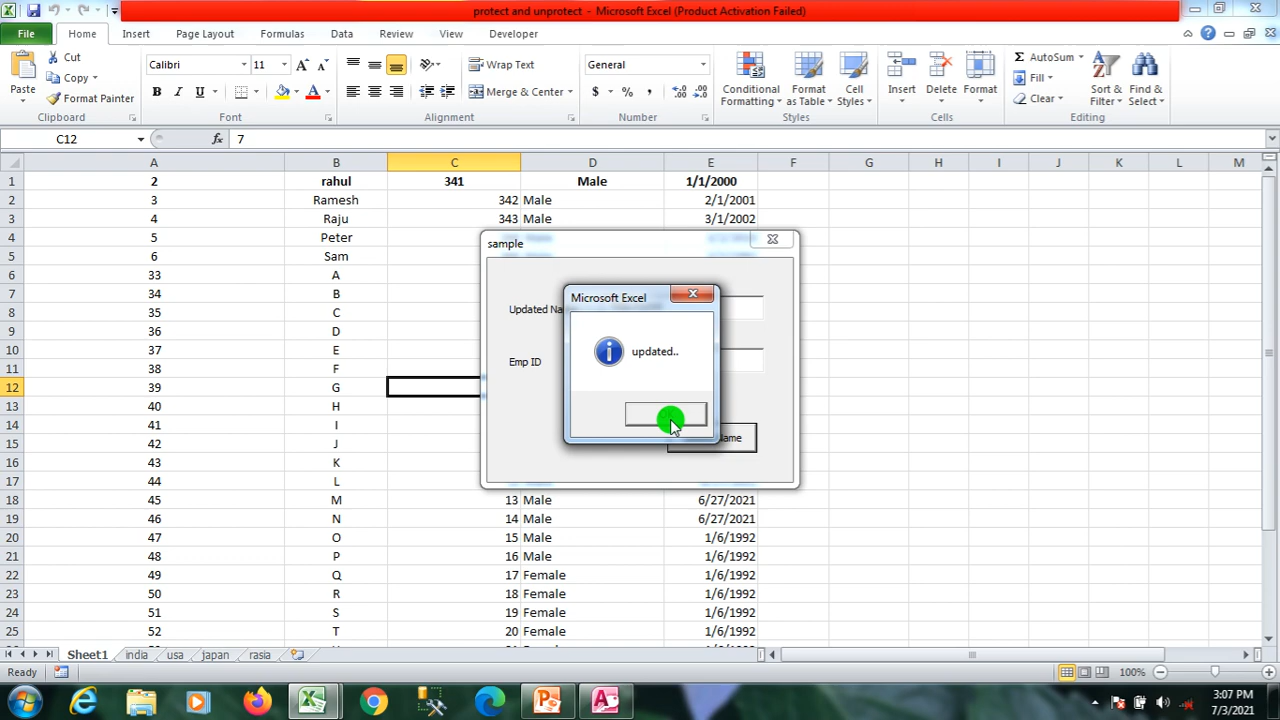 protect and unprotect - Microsoft Excel (Product Activation Failed)
File Home Insert Page Layout Formulas Data Review View Developer
Paste
Cut
Copy
Format Painter
Clipboard
Calibri 11
Font
Wrap Text
Merge & Center
Alignment
General
Number
Conditional Formatting
Format as Table
Cell Styles
Styles
Insert
Delete
Format
Cells
AutoSum
Fill
Clear
Sort & Filter
Find & Select
Editing
C12 fx 7
A B C D E F G H I J K L M
1 2 rahul 341 Male 1/1/2000
2 3 Ramesh 342 Male 2/1/2001
3 4 Raju 343 Male 3/1/2002
4 5 Peter
5 6 Sam
6 33 A
7 34 B
8 35 C
9 36 D
10 37 E
11 38 F
12 39 G
13 40 H
14 41 I
15 42 J
16 43 K
17 44 L
18 45 M 13 Male 6/27/2021
19 46 N 14 Male 6/27/2021
20 47 O 15 Male 1/6/1992
21 48 P 16 Male 1/6/1992
22 49 Q 17 Female 1/6/1992
23 50 R 18 Female 1/6/1992
24 51 S 19 Female 1/6/1992
25 52 T 20 Female 1/6/1992
sample
Updated
Emp ID
Microsoft Excel
updated..
Sheet1 india usa japan rasia
Ready 100%
3:07 PM
7/3/2021